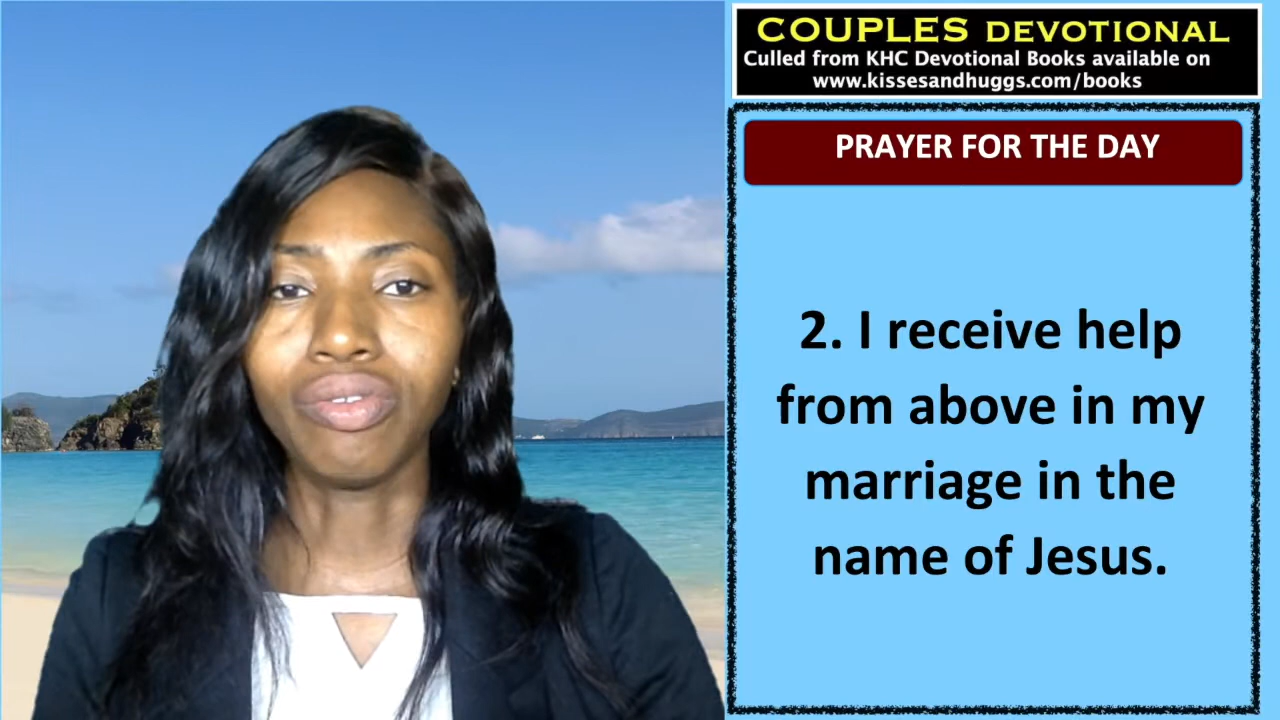 COUPLES DEVOTIONAL
Culled from KHC Devotional Books available on
www.kissesandhuggs.com/books
PRAYER FOR THE DAY
2. I receive help
from above in my
marriage in the
name of Jesus.